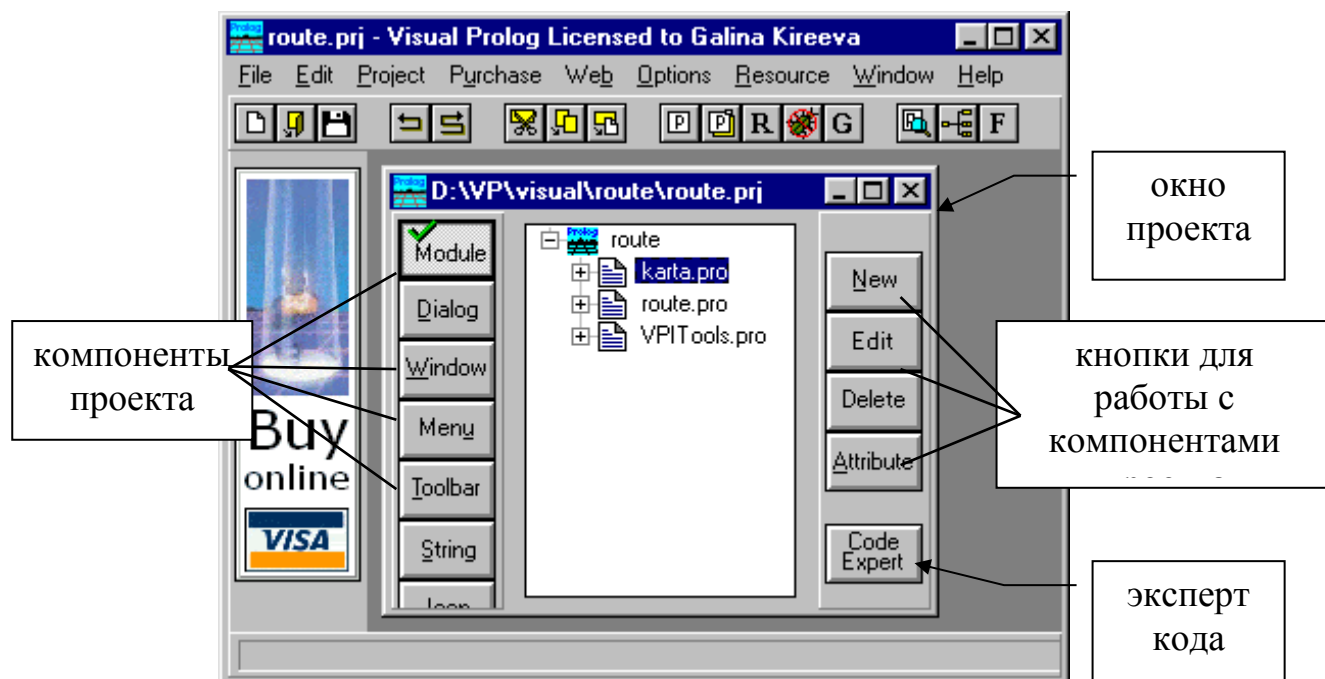 route.prj - Visual Prolog Licensed to Galina Kireeva
File Edit Project Purchase Web Options Resource Window Help
P P R G F
D:\VP\visual\route\route.prj
Module
Dialog
Window
Menu
Toolbar
String
route
karta.pro
route.pro
VPITools.pro
New
Edit
Delete
Attribute
Code
Expert
Buy
online
VISA
компоненты
проекта
окно
проекта
кнопки для
работы с
компонентами
эксперт
кода